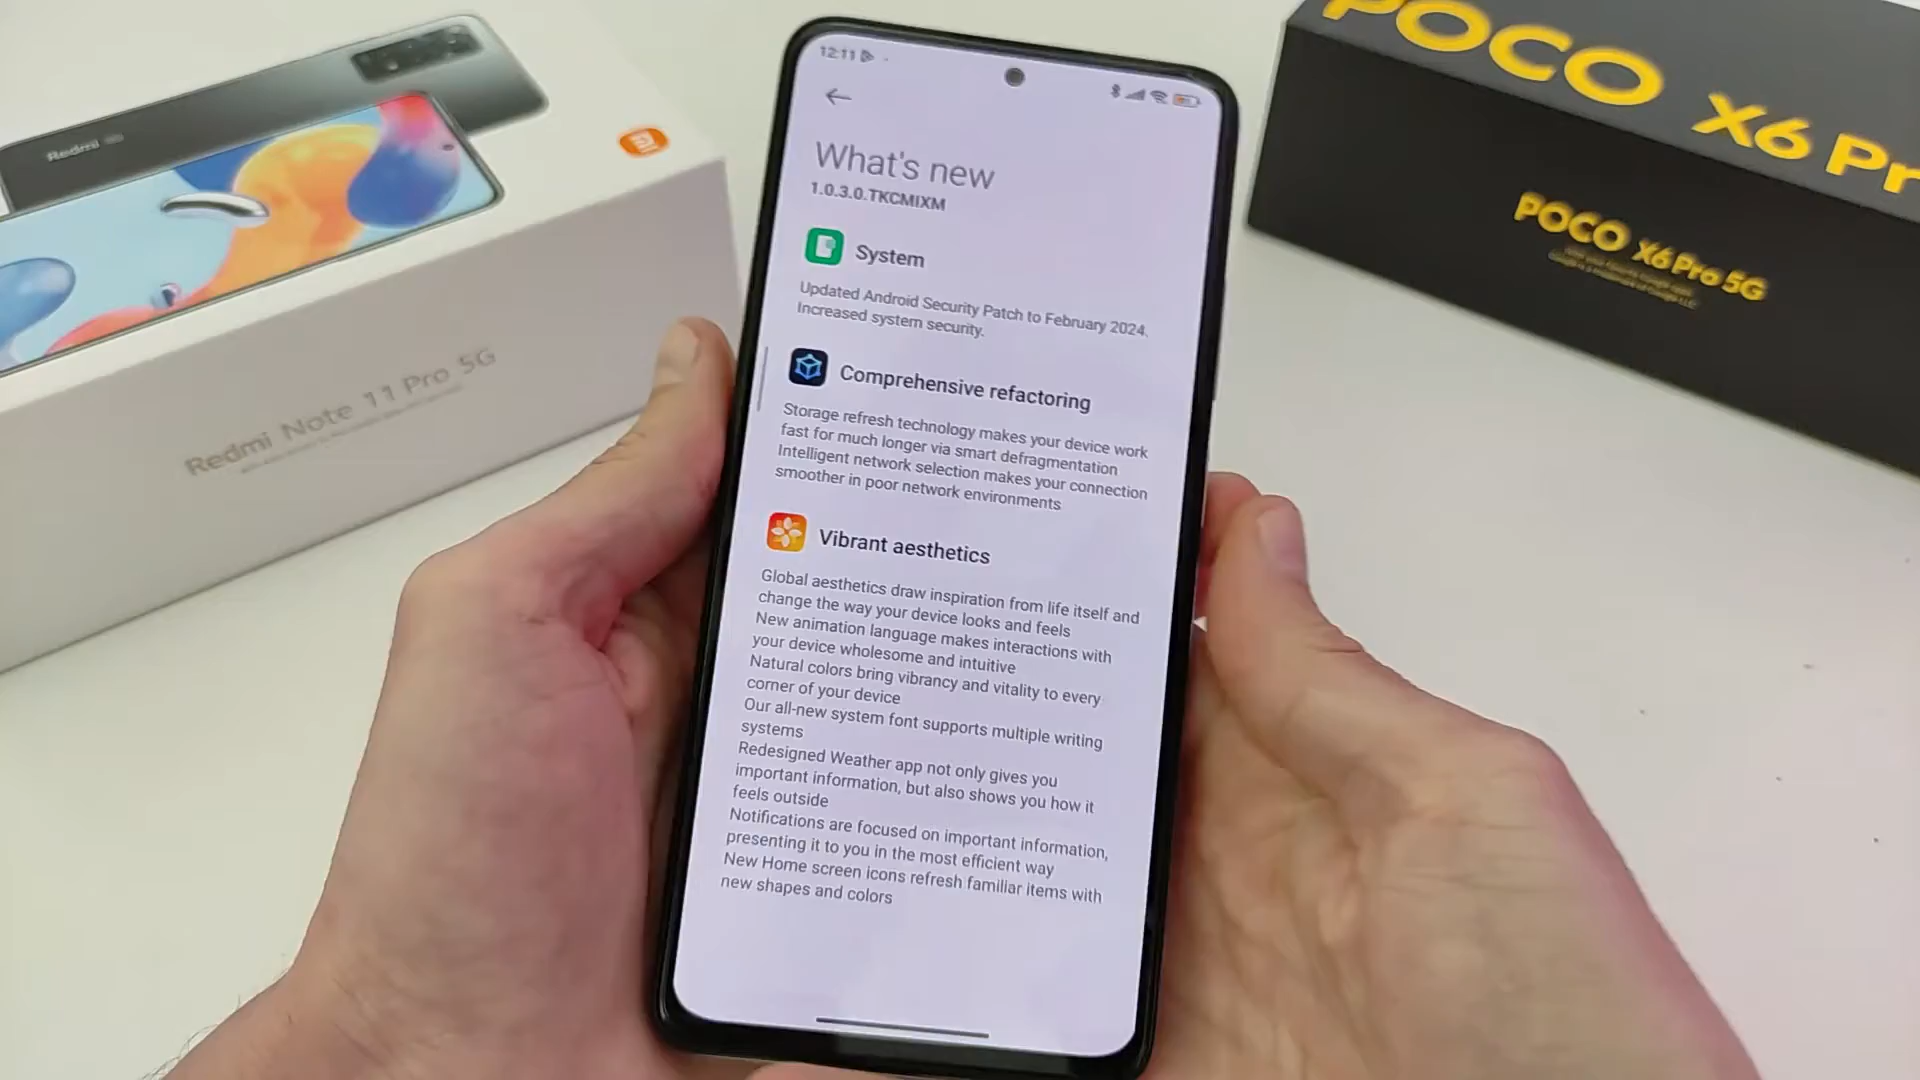 12:11
What's new
1.0.3.0.TKCMIXM
System
Updated Android Security Patch to February 2024.
Increased system security.
Comprehensive refactoring
Storage refresh technology makes your device work
fast for much longer via smart defragmentation
Intelligent network selection makes your connection
smoother in poor network environments
Vibrant aesthetics
Global aesthetics draw inspiration from life itself and
change the way your device looks and feels
New animation language makes interactions with
your device wholesome and intuitive
Natural colors bring vibrancy and vitality to every
corner of your device
Our all-new system font supports multiple writing
systems
Redesigned Weather app not only gives you
important information, but also shows you how it
feels outside
Notifications are focused on important information,
presenting it to you in the most efficient way
New Home screen icons refresh familiar items with
new shapes and colors
Redmi
Redmi Note 11 Pro 5G
POCO X6 Pr
POCO X6 Pro 5G